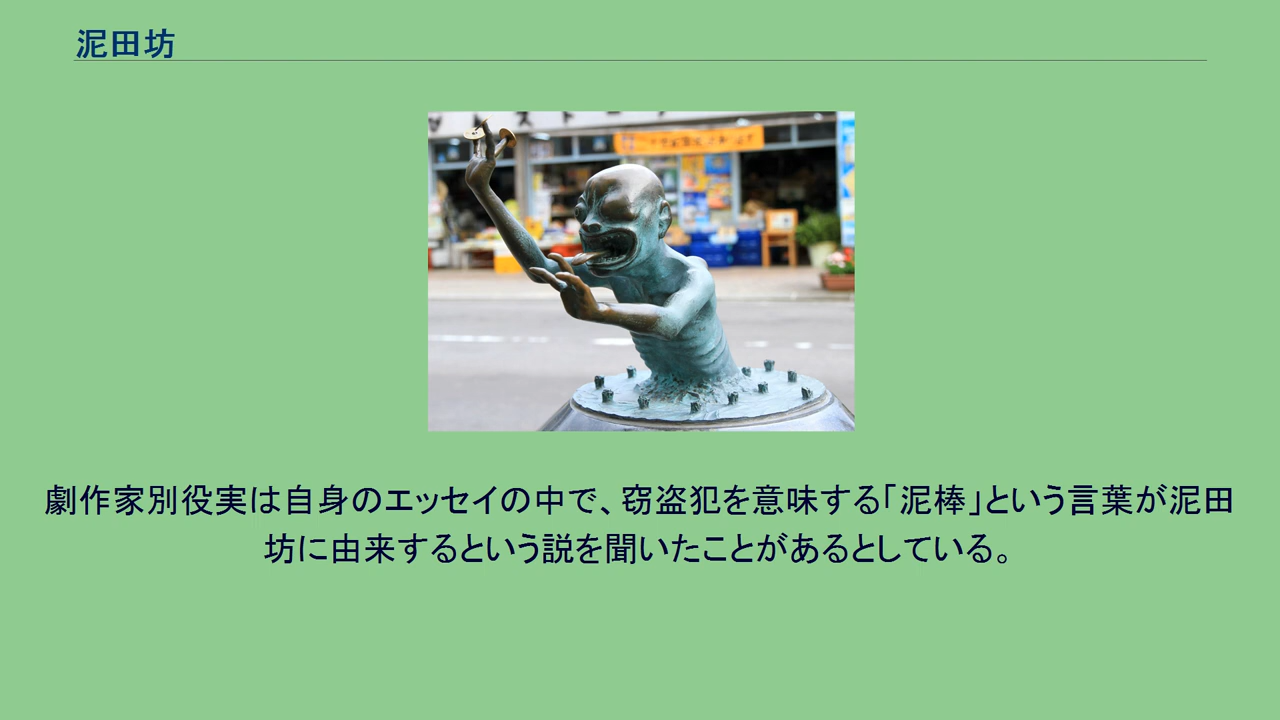 泥田坊
劇作家別役実は自身のエッセイの中で、窃盗犯を意味する「泥棒」という言葉が泥田
坊に由来するという説を聞いたことがあるとしている。